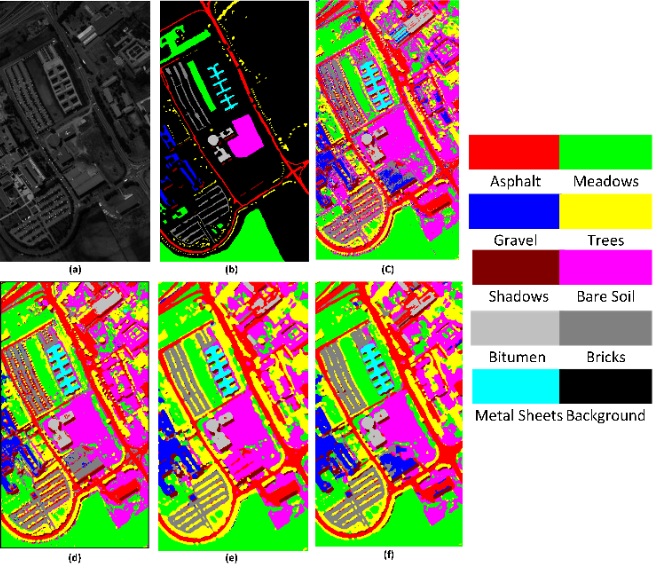 (a)
(b)
(C)
Asphalt Meadows
Gravel Trees
Shadows Bare Soil
Bitumen Bricks
Metal Sheets Background
(d)
(e)
(f)